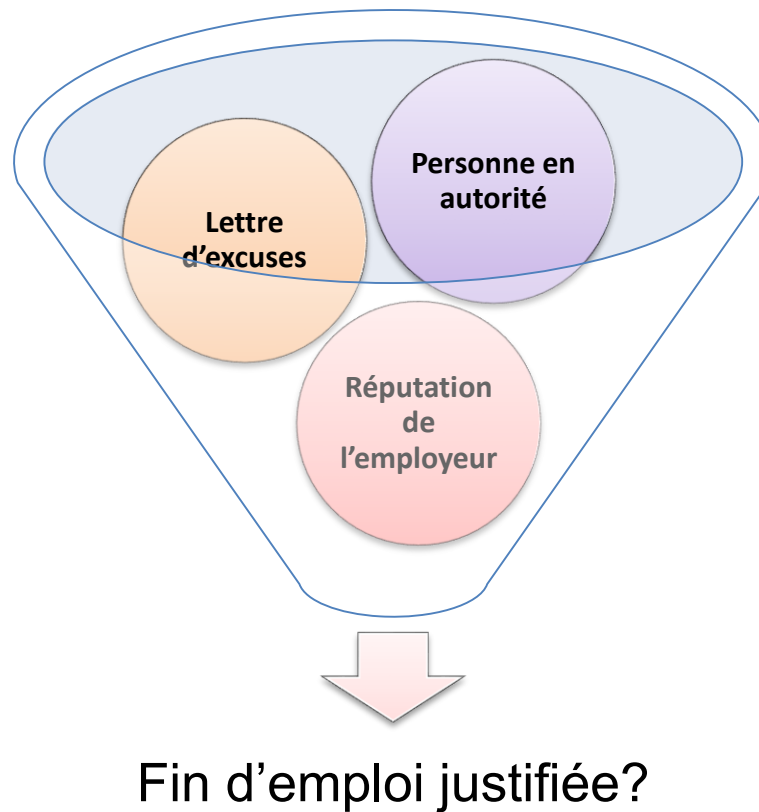 Personne en
autorité
Lettre
d’excuses
Réputation
de
l’employeur
Fin d’emploi justifiée?